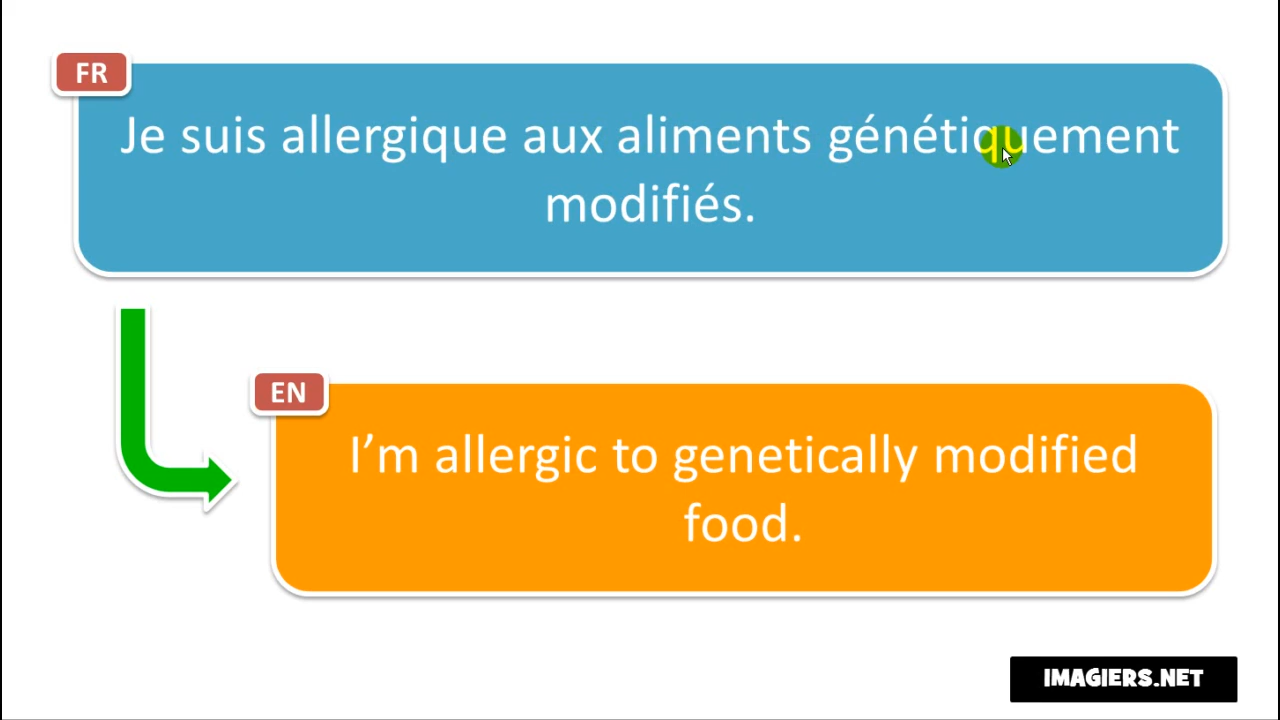 FR
Je suis allergique aux aliments génétiquement
modifiés.
EN
I’m allergic to genetically modified
food.
IMAGIERS.NET